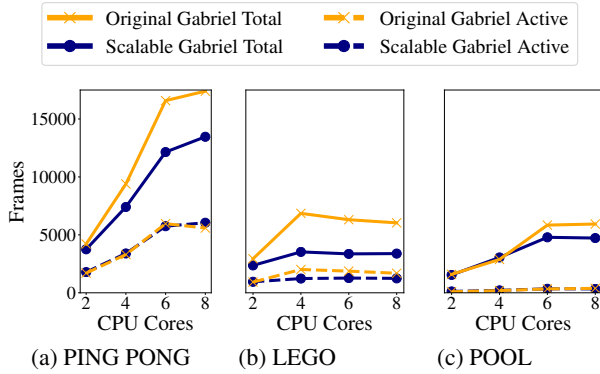 Original Gabriel Total
Original Gabriel Active
Scalable Gabriel Total
Scalable Gabriel Active
Frames
15000
10000
5000
0
2 4 6 8
CPU Cores
(a) PING PONG
2 4 6 8
CPU Cores
(b) LEGO
2 4 6 8
CPU Cores
(c) POOL